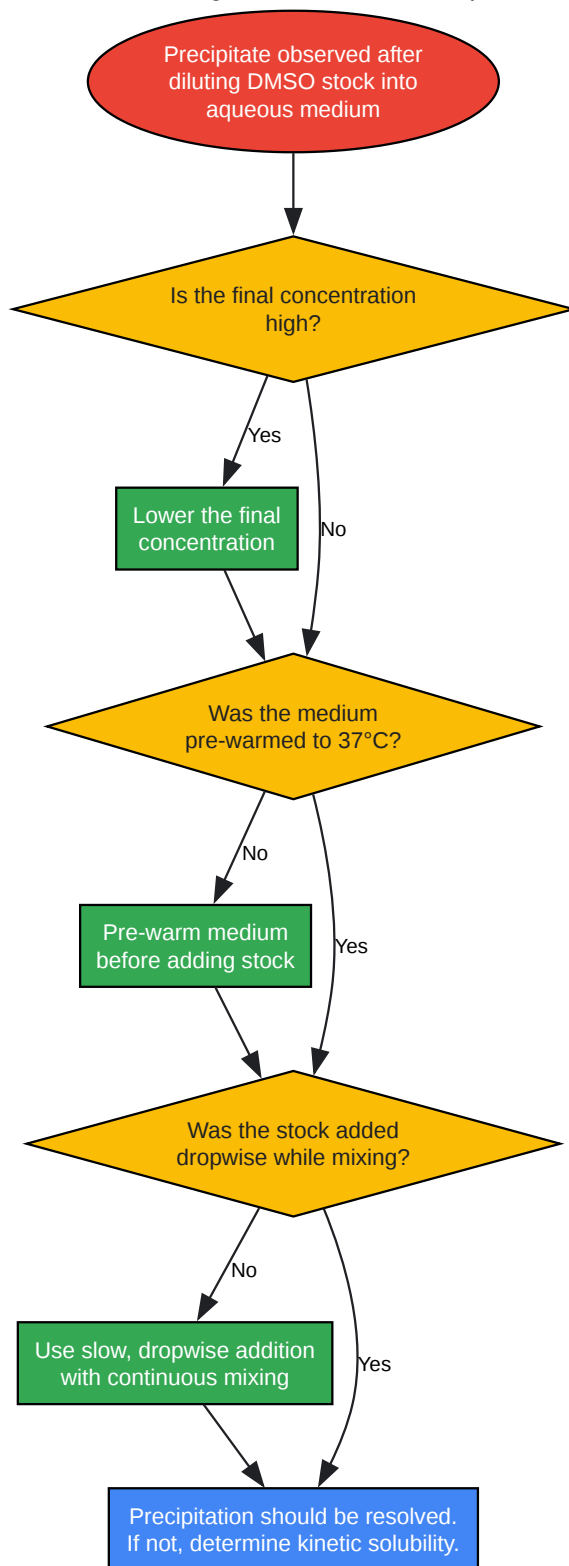 Precipitate observed after
diluting DMSO stock into
aqueous medium
Is the final concentration
high?
Yes
Lower the final
concentration
No
Was the medium
pre-warmed to 37°C?
No
Pre-warm medium
before adding stock
Yes
Was the stock added
dropwise while mixing?
No
Use slow, dropwise addition
with continuous mixing
Yes
Precipitation should be resolved.
If not, determine kinetic solubility.